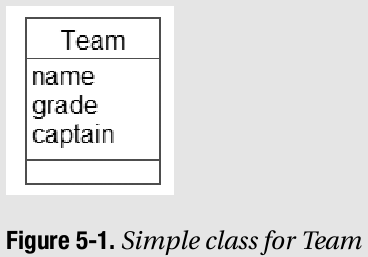 Team
name
grade
captain
Figure 5-1. Simple class for Team